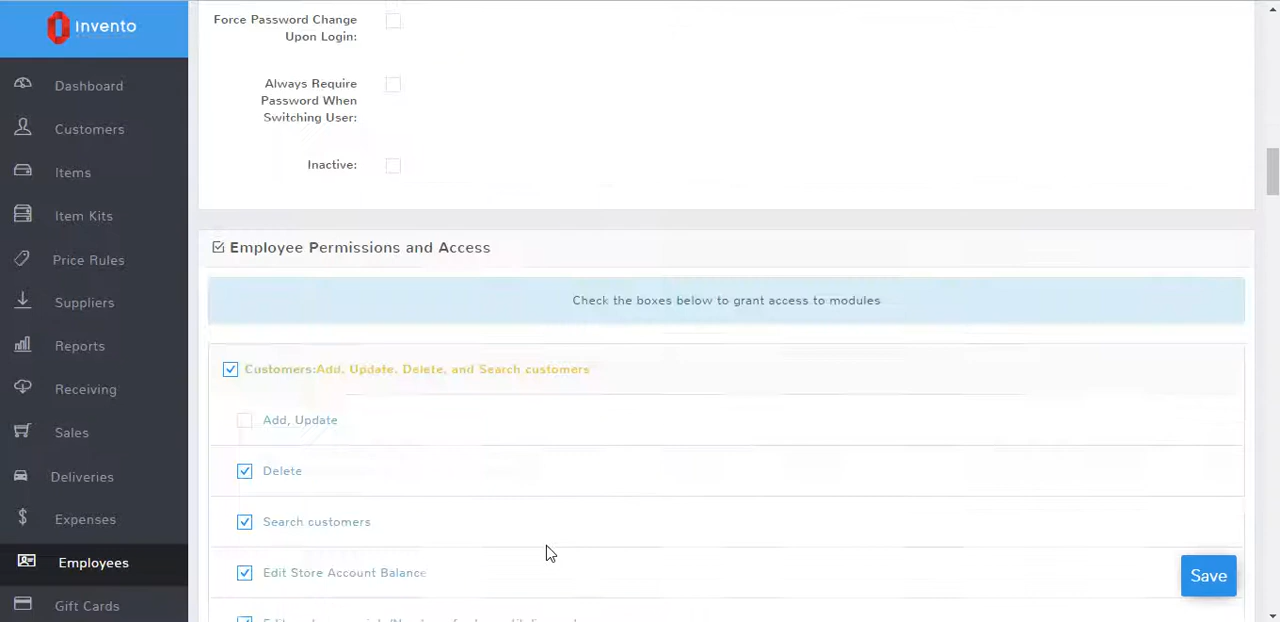 invento
Dashboard
Customers
Items
Item Kits
Price Rules
Suppliers
Reports
Receiving
Sales
Deliveries
Expenses
Employees
Gift Cards
Force Password Change
Upon Login:
Always Require
Password When
Switching User:
Inactive:
Employee Permissions and Access
Check the boxes below to grant access to modules
Customers:Add, Update, Delete, and Search customers
Add, Update
Delete
Search customers
Edit Store Account Balance
Save